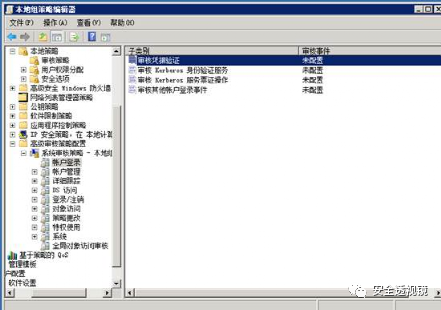 本地组策略编辑器
文件(F) 操作(A) 查看(V) 帮助(H)
本地策略
审核策略
用户权限分配
安全选项
高级安全 Windows 防火墙
网络列表管理器策略
公钥策略
软件限制策略
应用程序控制策略
IP 安全策略，在 本地计算
高级审核策略配置
系统审核策略 - 本地组
帐户登录
帐户管理
详细跟踪
DS 访问
登录/注销
对象访问
策略更改
特权使用
系统
全局对象访问审核
基于策略的 QoS
管理模板
户配置
软件设置
子类别 审核事件
审核凭据验证 未配置
审核 Kerberos 身份验证服务 未配置
审核 Kerberos 服务票证操作 未配置
审核其他帐户登录事件 未配置
安全透视镜